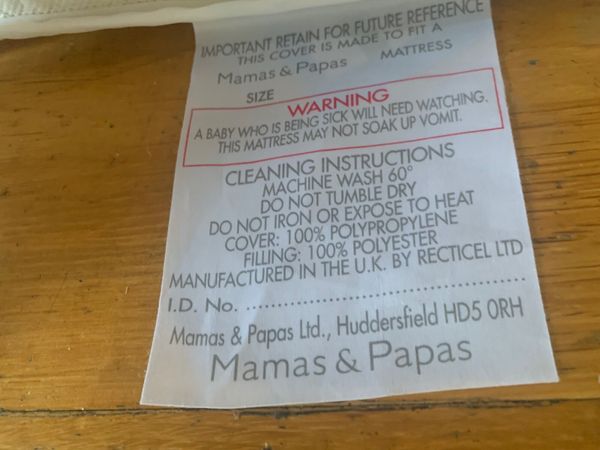 IMPORTANT RETAIN FOR FUTURE REFERENCE
THIS COVER IS MADE TO FIT A
Mamas & Papas MATTRESS
SIZE
WARNING
A BABY WHO IS BEING SICK WILL NEED WATCHING.
THIS MATTRESS MAY NOT SOAK UP VOMIT.
CLEANING INSTRUCTIONS
MACHINE WASH 60°
DO NOT TUMBLE DRY
DO NOT IRON OR EXPOSE TO HEAT
COVER: 100% POLYPROPYLENE
FILLING: 100% POLYESTER
MANUFACTURED IN THE U.K. BY RECTICEL LTD
I.D. No. ........................................
Mamas & Papas Ltd., Huddersfield HD5 0RH
Mamas & Papas